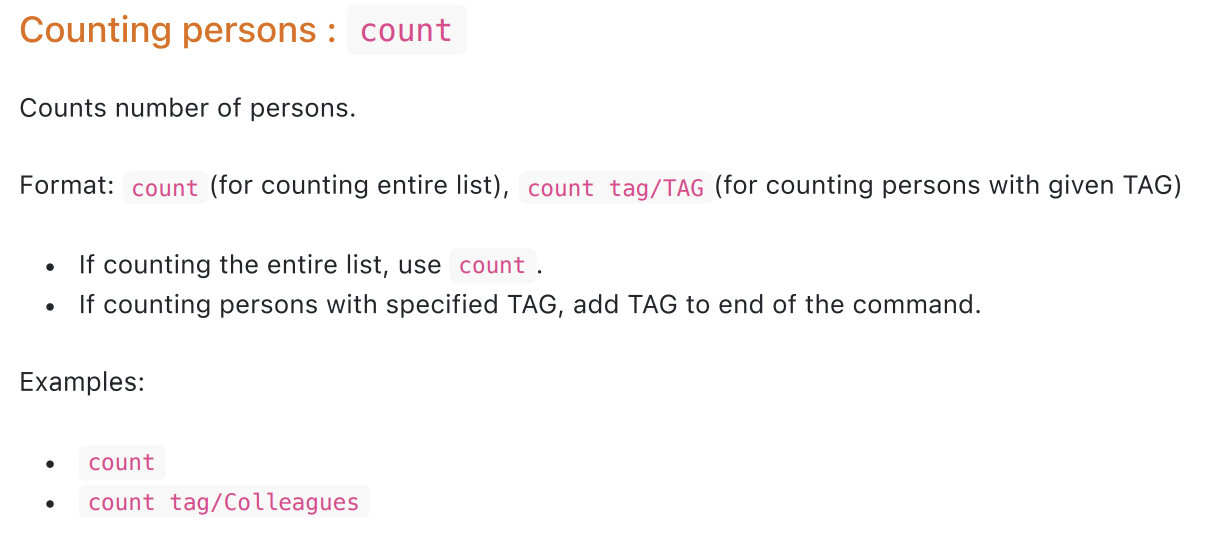 Counting persons : count
Counts number of persons.
Format: count (for counting entire list), count tag/TAG (for counting persons with given TAG)
• If counting the entire list, use count .
• If counting persons with specified TAG, add TAG to end of the command.
Examples:
• count
• count tag/Colleagues